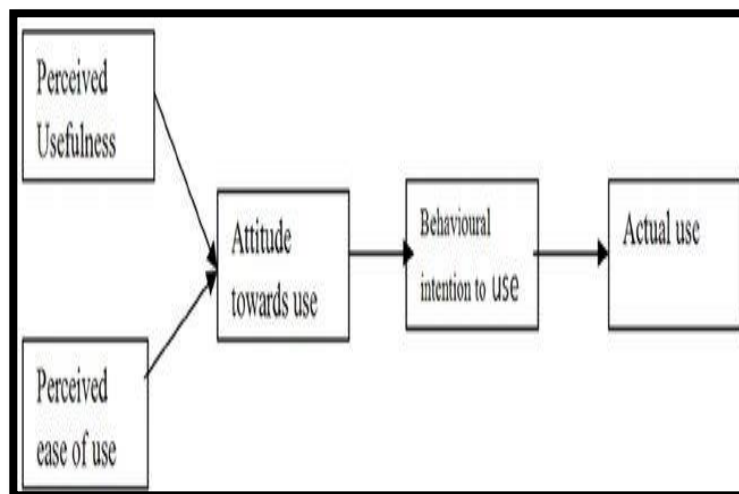 Perceived
Usefulness
Attitude
towards use
Behavioural
intention to use
Actual use
Perceived
ease of use